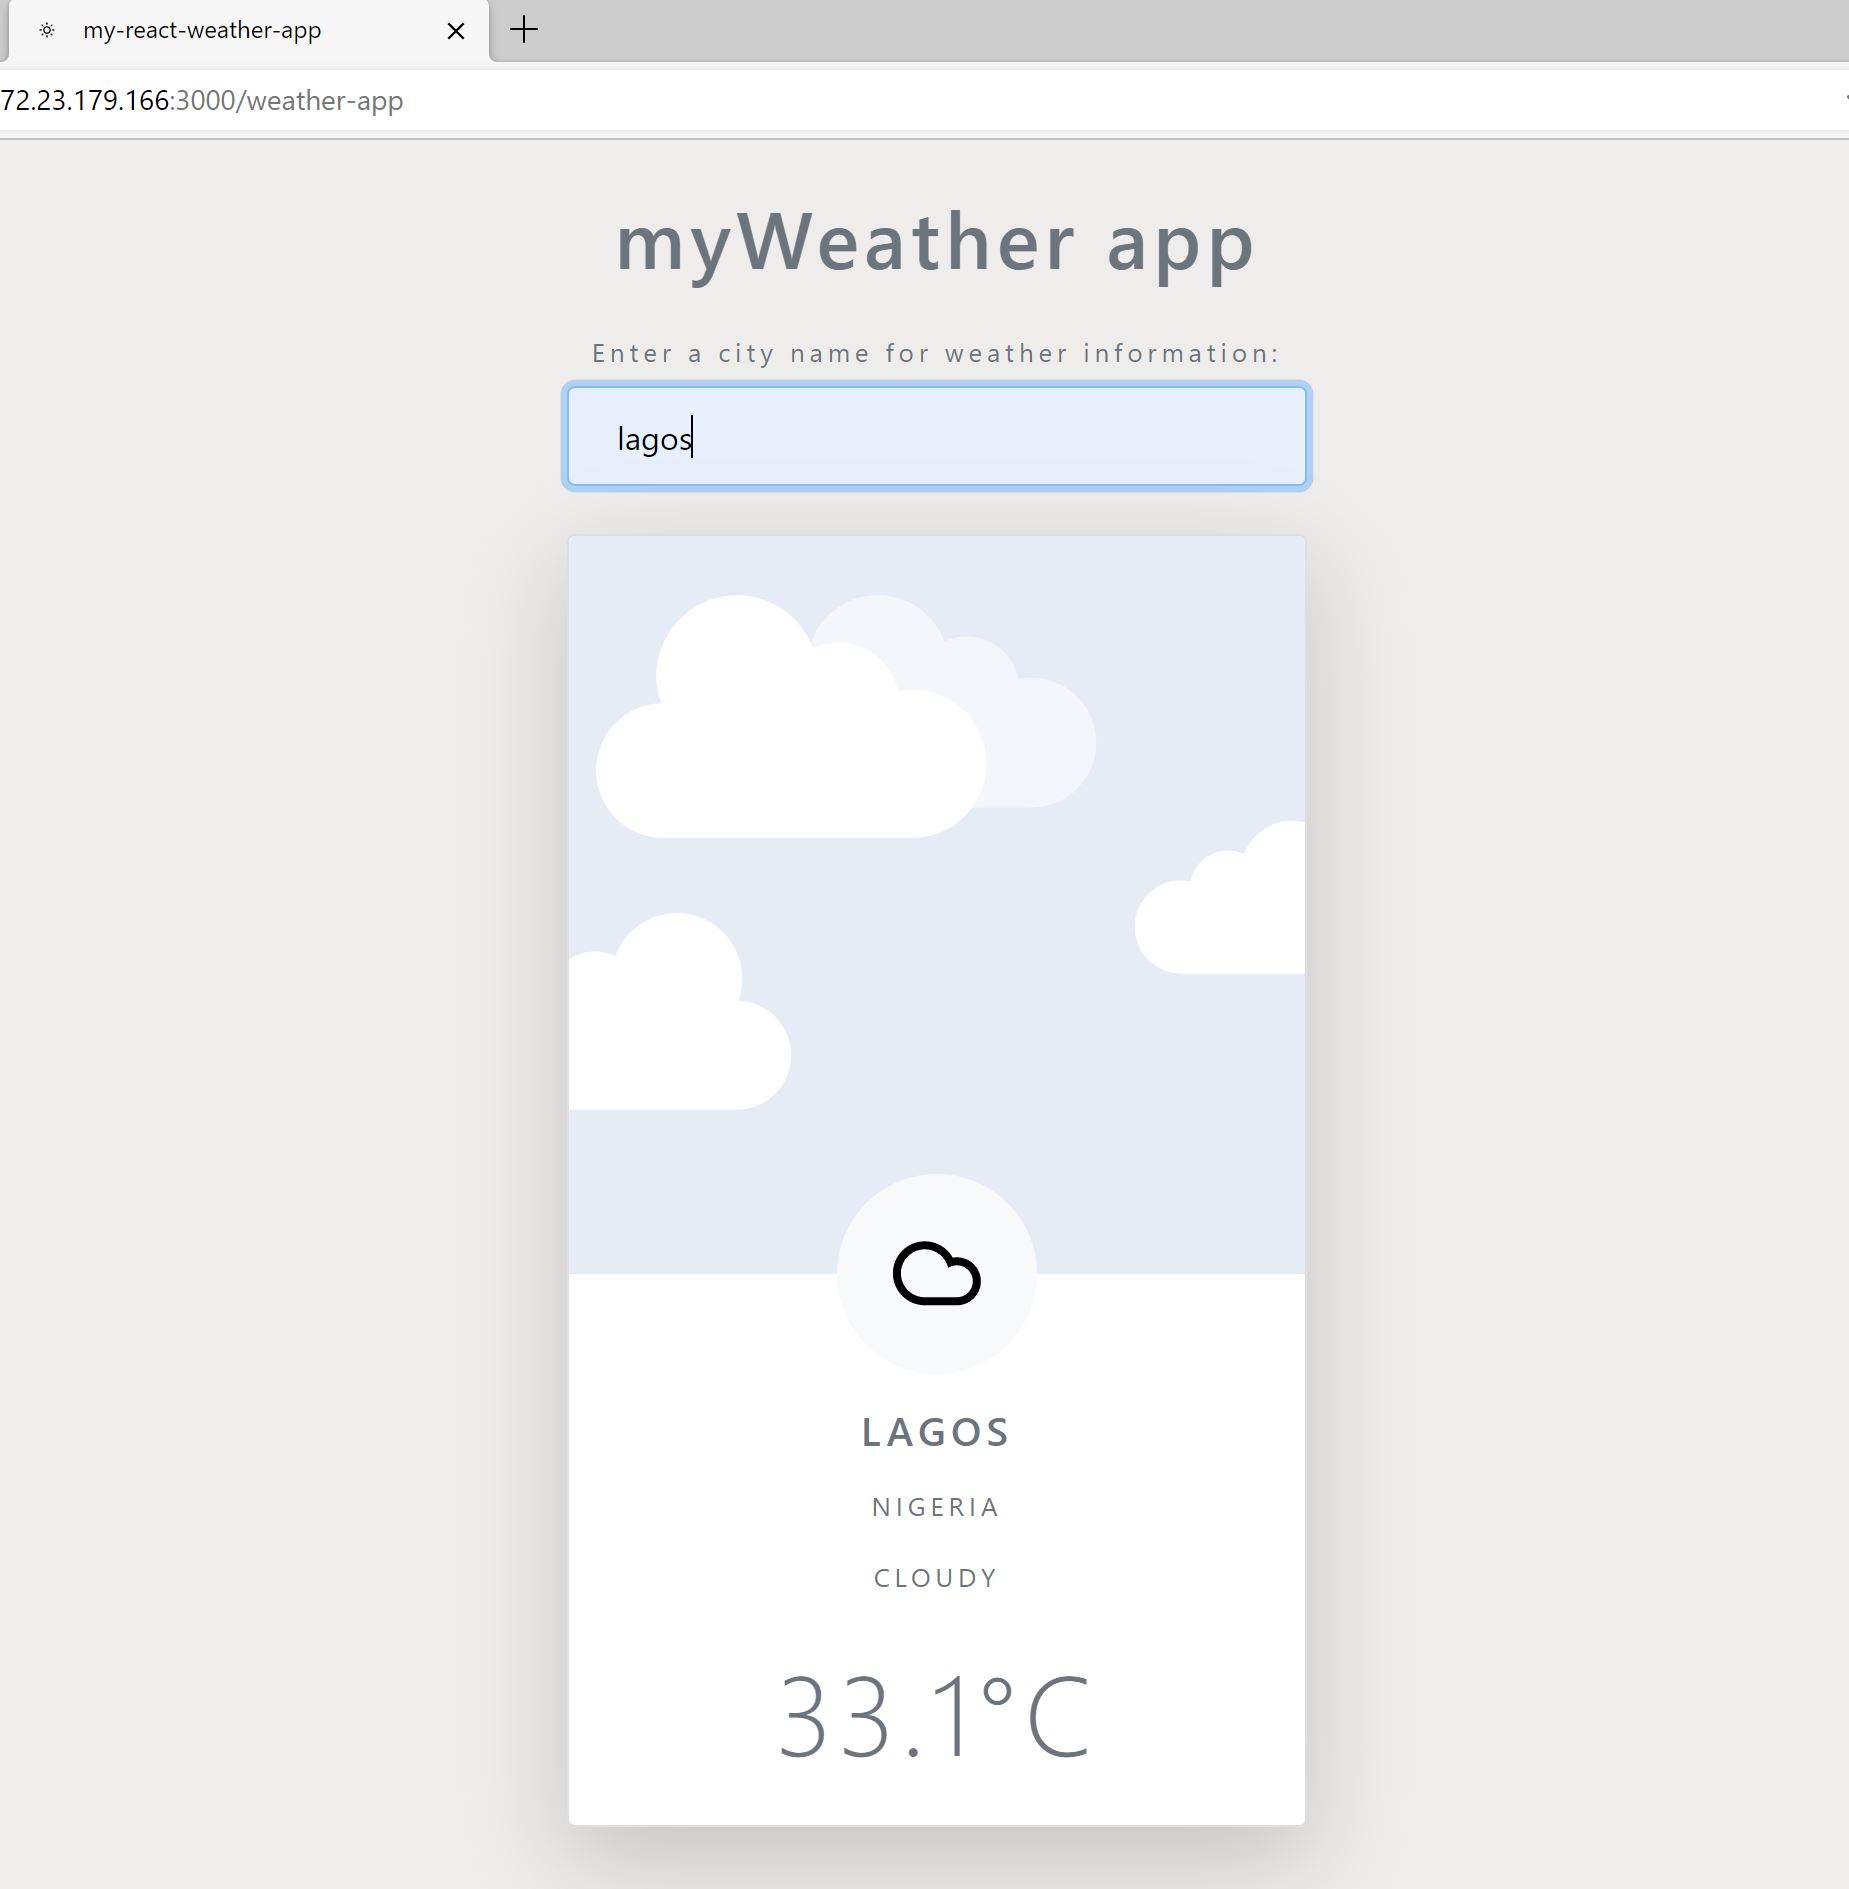 my-react-weather-app
72.23.179.166:3000/weather-app
myWeather app
Enter a city name for weather information:
lagos
LAGOS
NIGERIA
CLOUDY
33.1°C